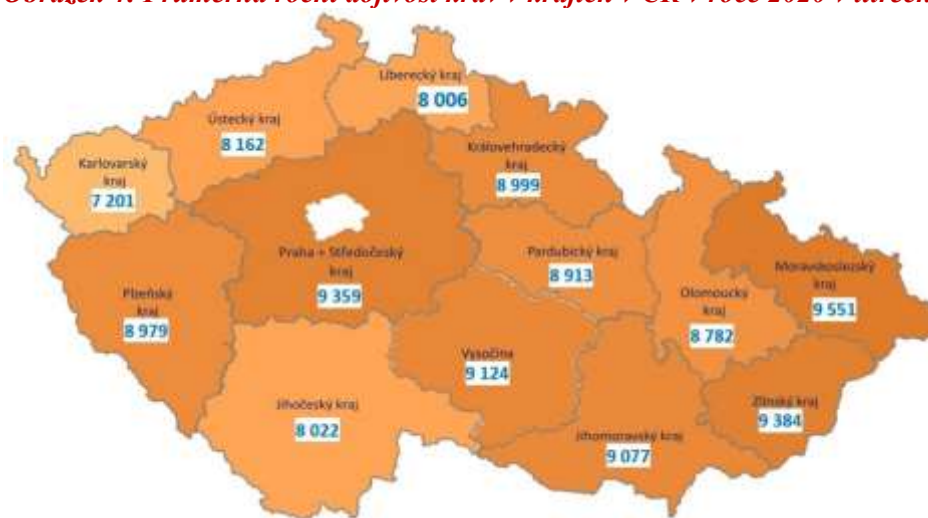 Liberecký kraj
8 006
Ústecký kraj
8 162
Královehradecký
kraj
8 999
Karlovarský
kraj
7 201
Praha + Středočeský
kraj
9 359
Pardubický kraj
8 913
Moravskoslezský
kraj
9 551
Plzeňský
kraj
8 979
Olomoucký
kraj
8 782
Vysočina
9 124
Jihočeský kraj
8 022
Zlínský kraj
9 384
Jihomoravský kraj
9 077